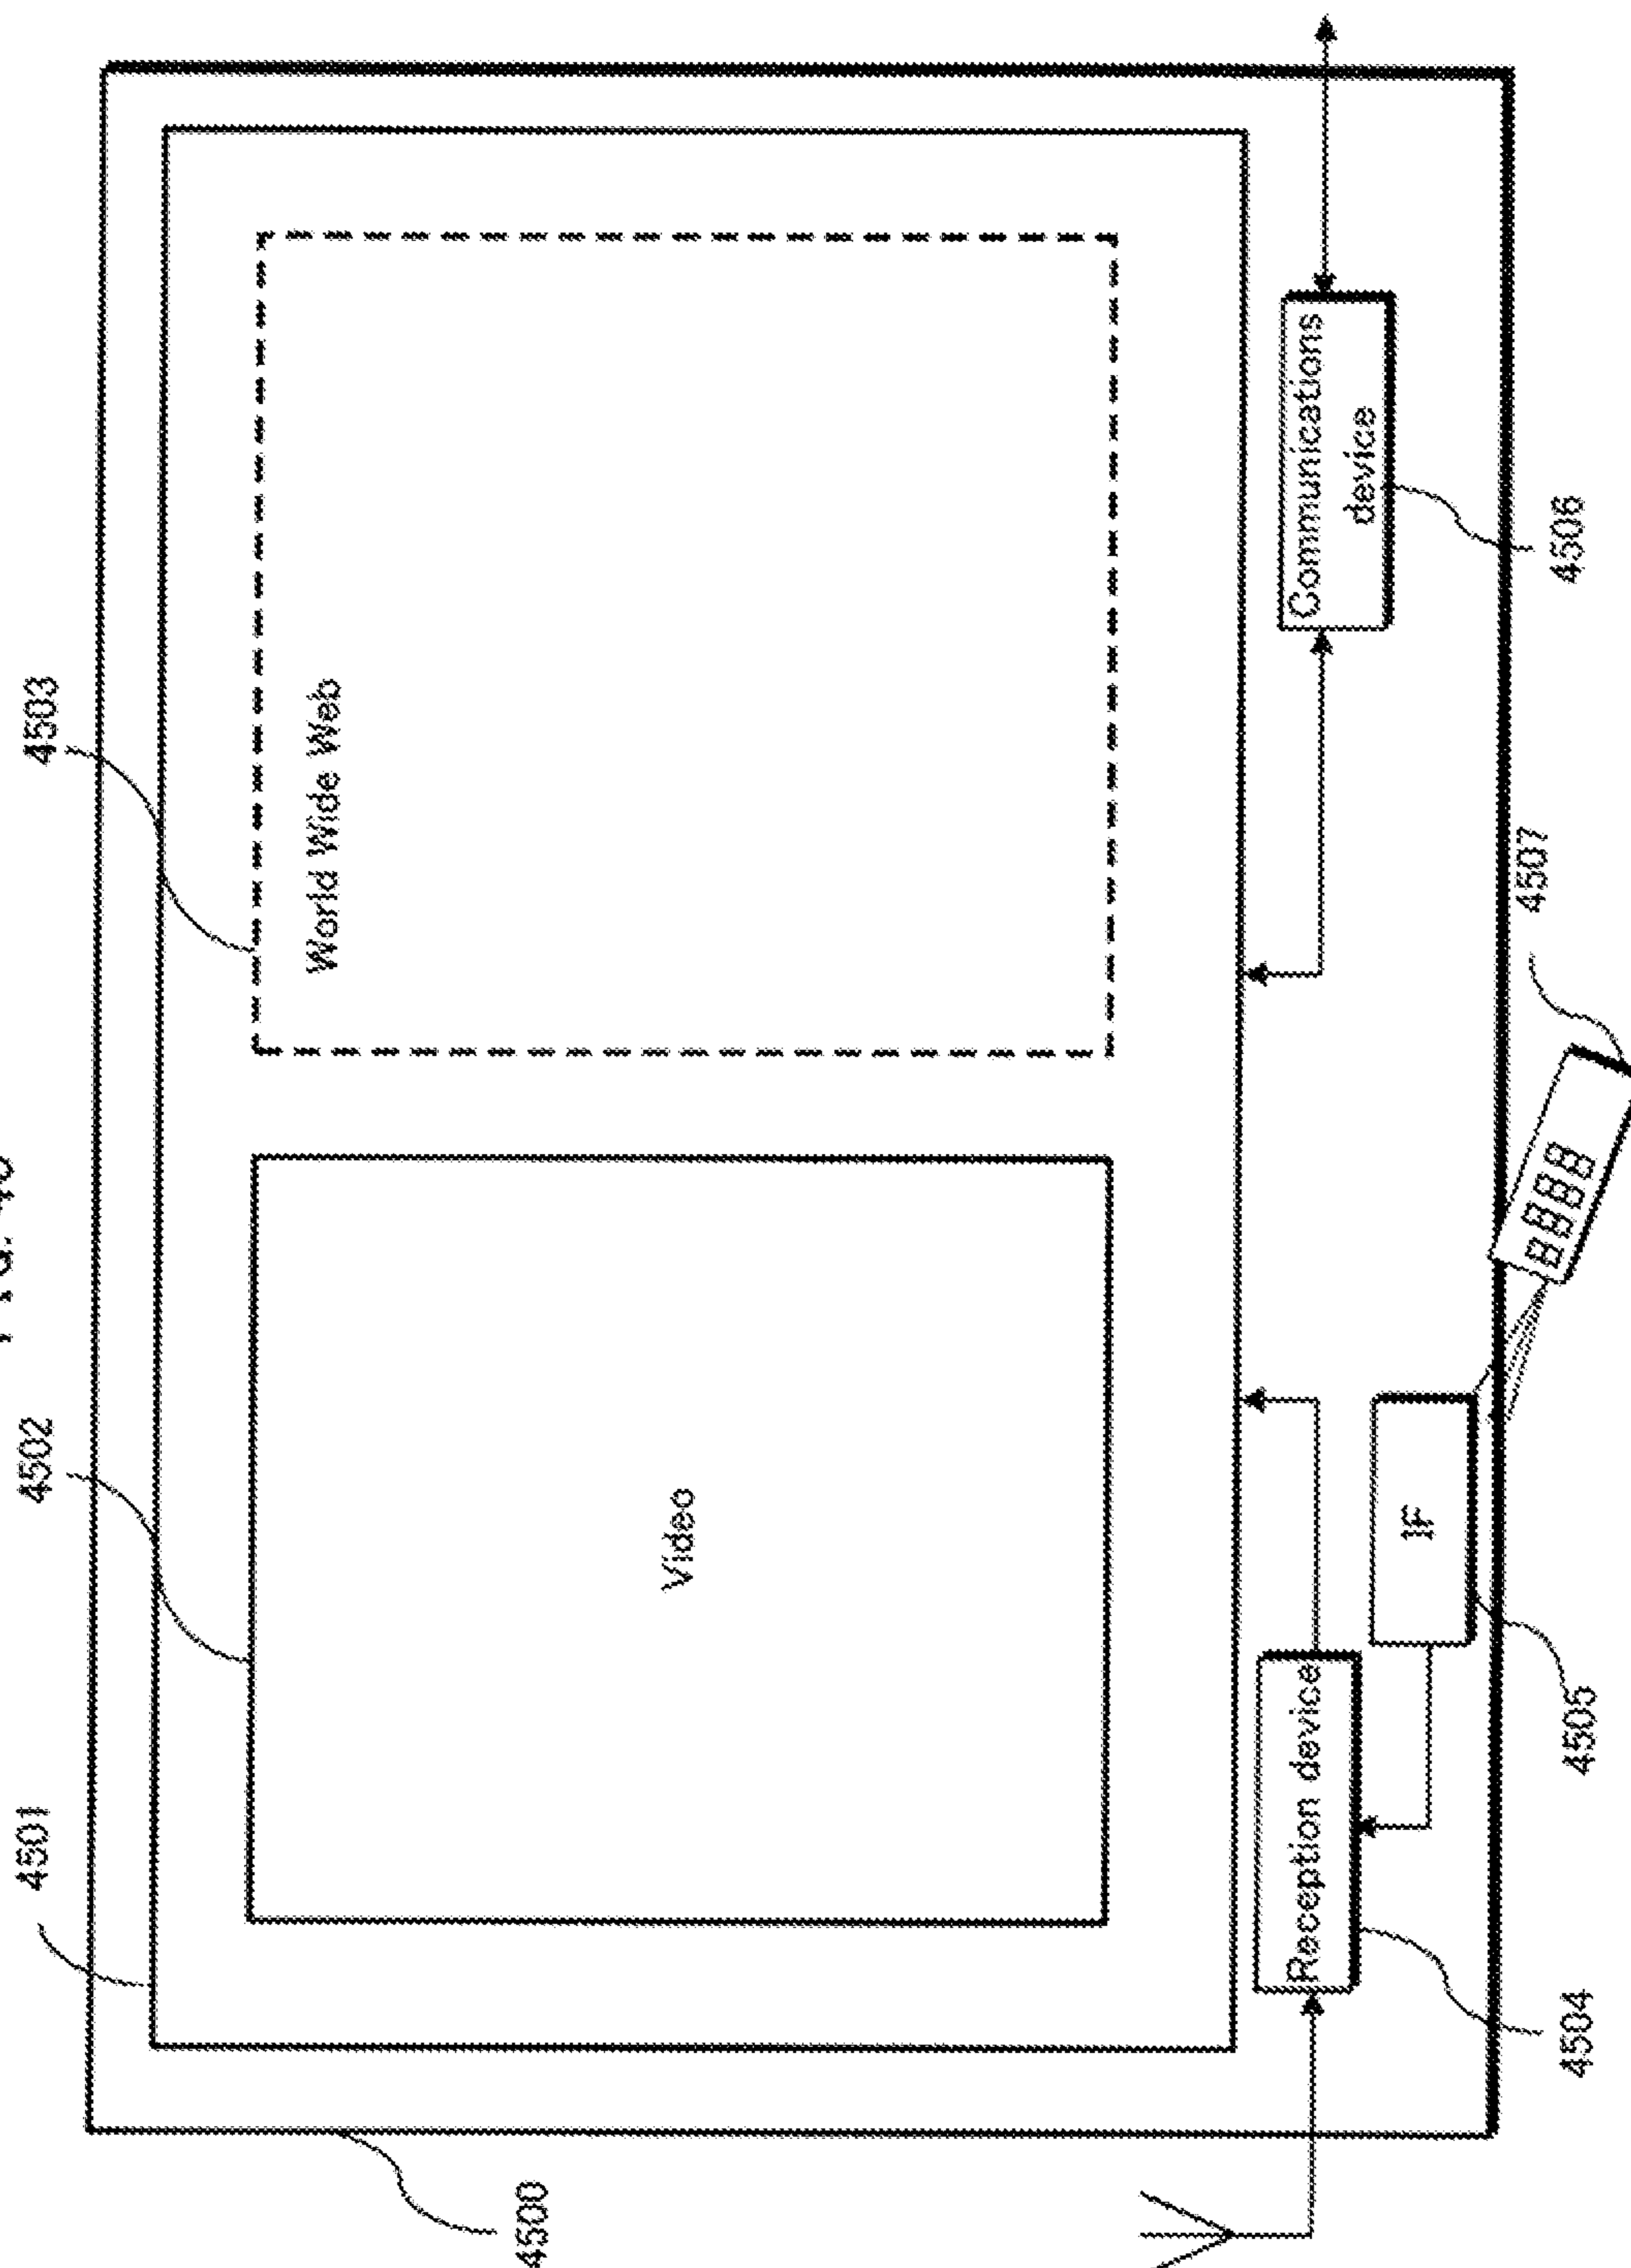 4501
4502
4503
Video
World Wide Web
Reception device
IF
Communications
device
4500
4504
4505
4507
4506